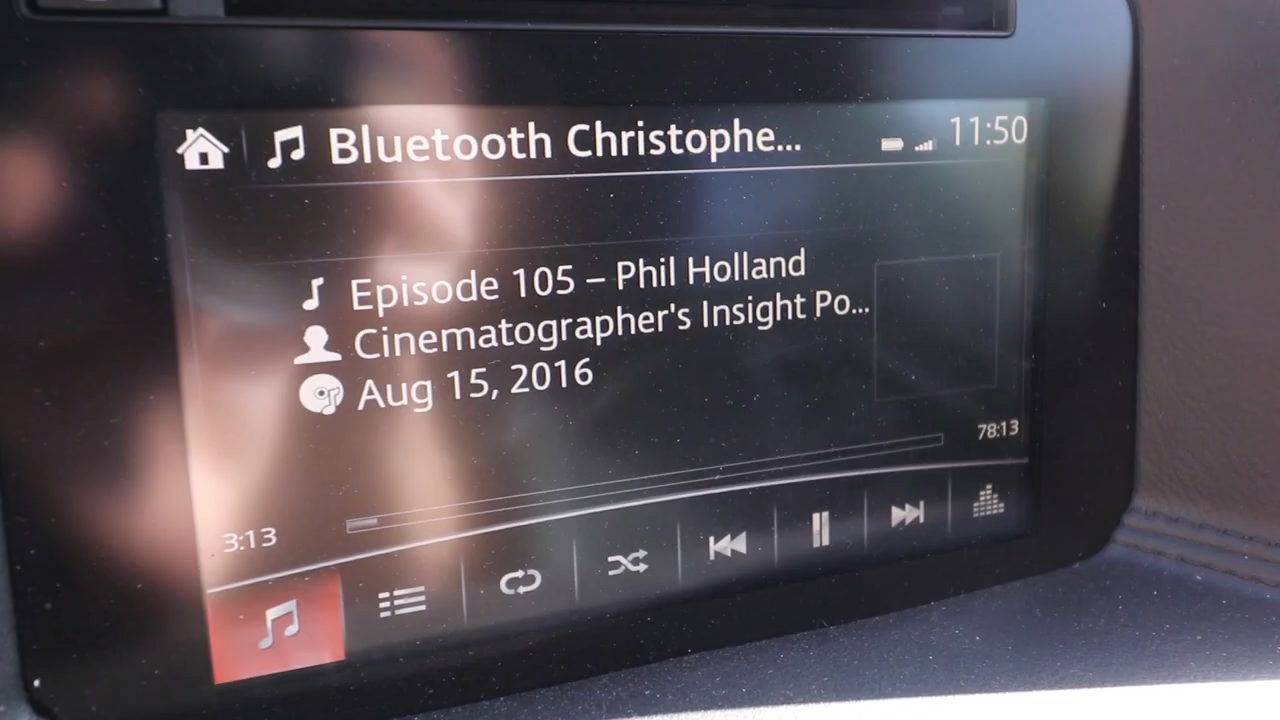 Bluetooth Christophe...
11:50
Episode 105 – Phil Holland
Cinematographer's Insight Po...
Aug 15, 2016
78:13
3:13